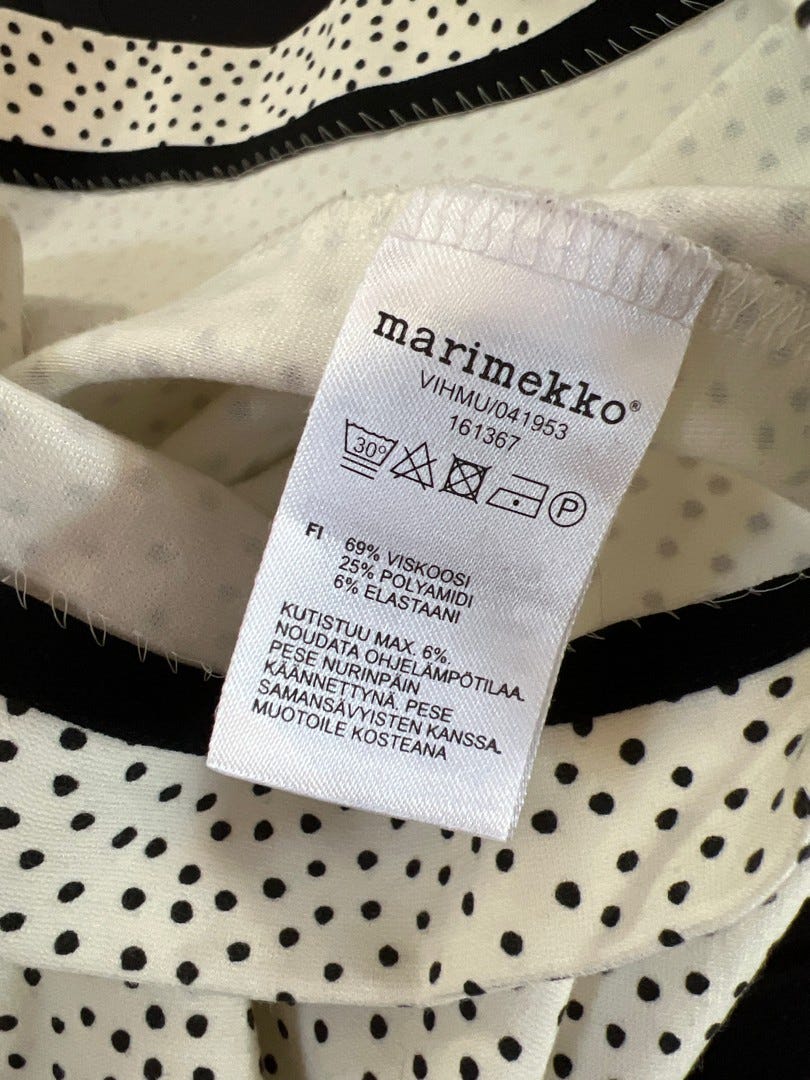 marimekko®
VIHMU/041953
161367
30°
P
FI 69% VISKOOSI
25% POLYAMIDI
6% ELASTAANI
KUTISTUU MAX. 6%.
NOUDATA OHJELÄMPÖTILAA.
PESE NURINPÄIN
KÄÄNNETTYNÄ. PESE
SAMANSÄVYISTEN KANSSA.
MUOTOILE KOSTEANA